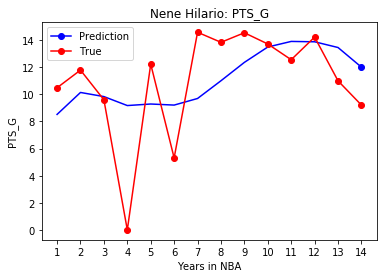 Nene Hilario: PTS_G
Prediction
True
14
12
10
8
6
4
2
0
PTS_G
1 2 3 4 5 6 7 8 9 10 11 12 13 14
Years in NBA